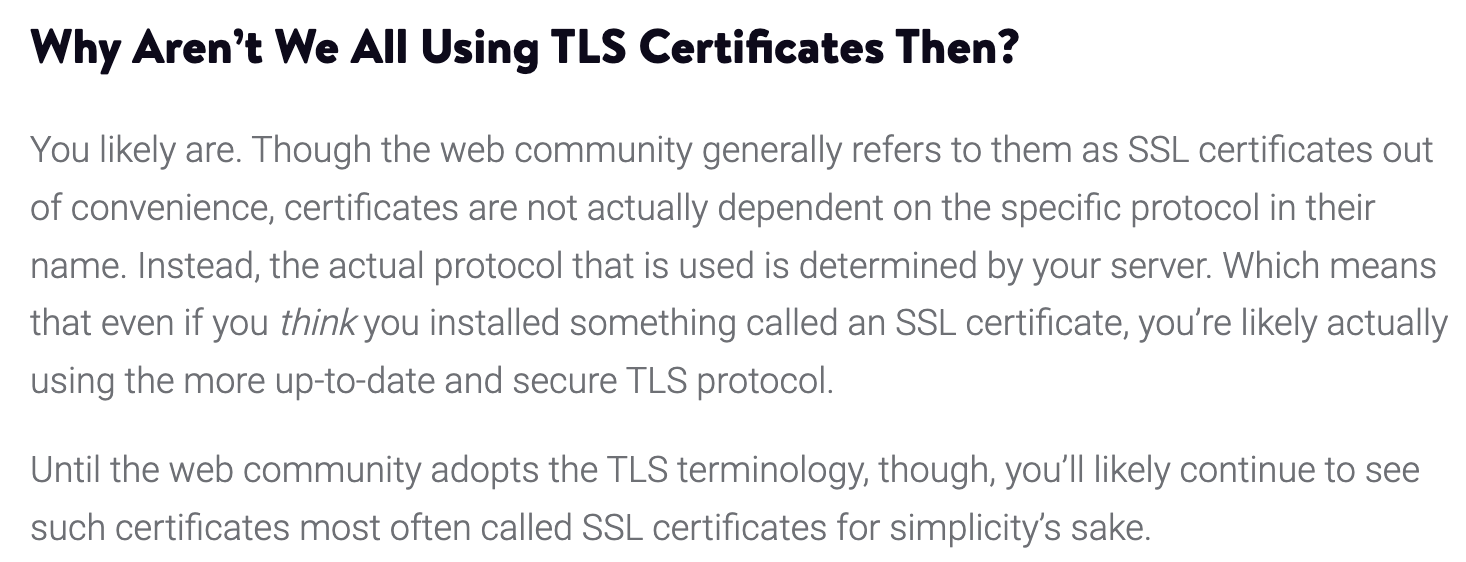 Why Aren’t We All Using TLS Certificates Then?
You likely are. Though the web community generally refers to them as SSL certificates out
of convenience, certificates are not actually dependent on the specific protocol in their
name. Instead, the actual protocol that is used is determined by your server. Which means
that even if you think you installed something called an SSL certificate, you’re likely actually
using the more up-to-date and secure TLS protocol.
Until the web community adopts the TLS terminology, though, you’ll likely continue to see
such certificates most often called SSL certificates for simplicity’s sake.